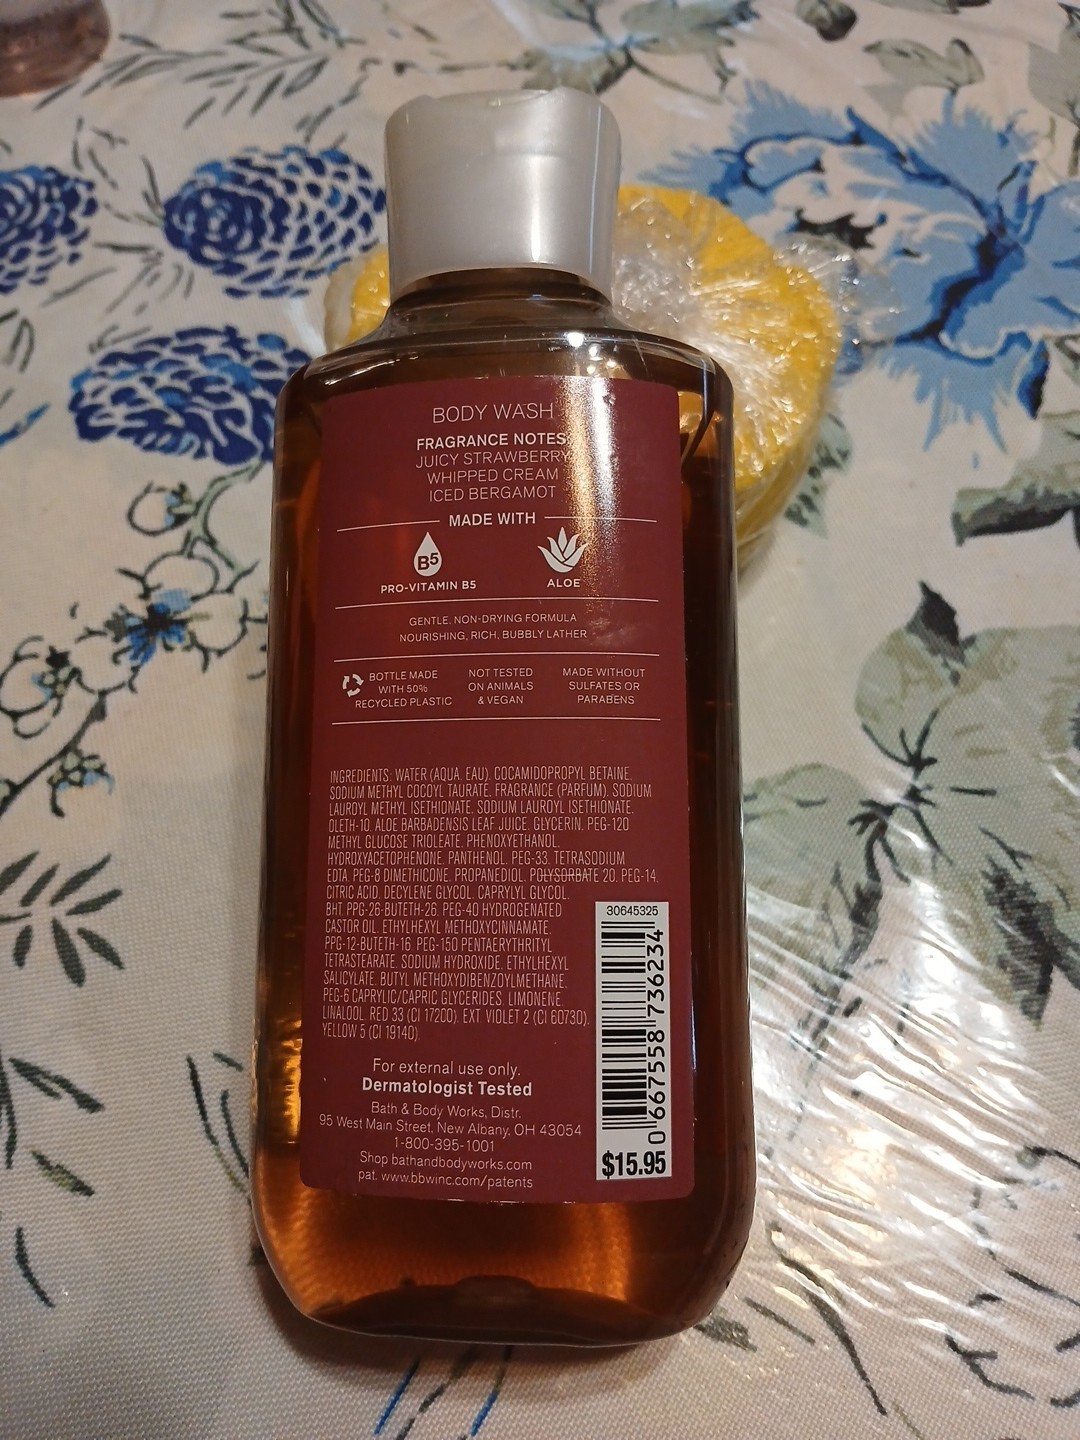 BODY WASH
FRAGRANCE NOTES:
JUICY STRAWBERRY
WHIPPED CREAM
ICED BERGAMOT
MADE WITH
B5
PRO-VITAMIN B5
ALOE
GENTLE, NON-DRYING FORMULA
NOURISHING, RICH, BUBBLY LATHER
BOTTLE MADE
WITH 50%
RECYCLED PLASTIC
NOT TESTED
ON ANIMALS
& VEGAN
MADE WITHOUT
SULFATES OR
PARABENS
INGREDIENTS: WATER (AQUA, EAU), COCAMIDOPROPYL BETAINE,
SODIUM METHYL COCOYL TAURATE, FRAGRANCE (PARFUM), SODIUM
LAUROYL METHYL ISETHIONATE, SODIUM LAUROYL ISETHIONATE,
OLETH-10, ALOE BARBADENSIS LEAF JUICE, GLYCERIN, PEG-120
METHYL GLUCOSE TRIOLEATE, PHENOXYETHANOL,
HYDROXYACETOPHENONE, PANTHENOL, PEG-33, TETRASODIUM
EDTA, PEG-8 DIMETHICONE, PROPANEDIOL, POLYSORBATE 20, PEG-14,
CITRIC ACID, DECYLENE GLYCOL, CAPRYLYL GLYCOL,
BHT, PPG-26-BUTETH-26, PEG-40 HYDROGENATED
CASTOR OIL, ETHYLHEXYL METHOXYCINNAMATE,
PPG-12-BUTETH-16, PEG-150 PENTAERYTHRITYL
TETRASTEARATE, SODIUM HYDROXIDE, ETHYLHEXYL
SALICYLATE, BUTYL METHOXYDIBENZOYLMETHANE,
PEG-6 CAPRYLIC/CAPRIC GLYCERIDES, LIMONENE,
LINALOOL, RED 33 (CI 17200), EXT. VIOLET 2 (CI 60730),
YELLOW 5 (CI 19140).
For external use only.
Dermatologist Tested
Bath & Body Works, Distr.
95 West Main Street, New Albany, OH 43054
1-800-395-1001
Shop bathandbodyworks.com
pat. www.bbwinc.com/patents
30645325
0 667558 736234
$15.95